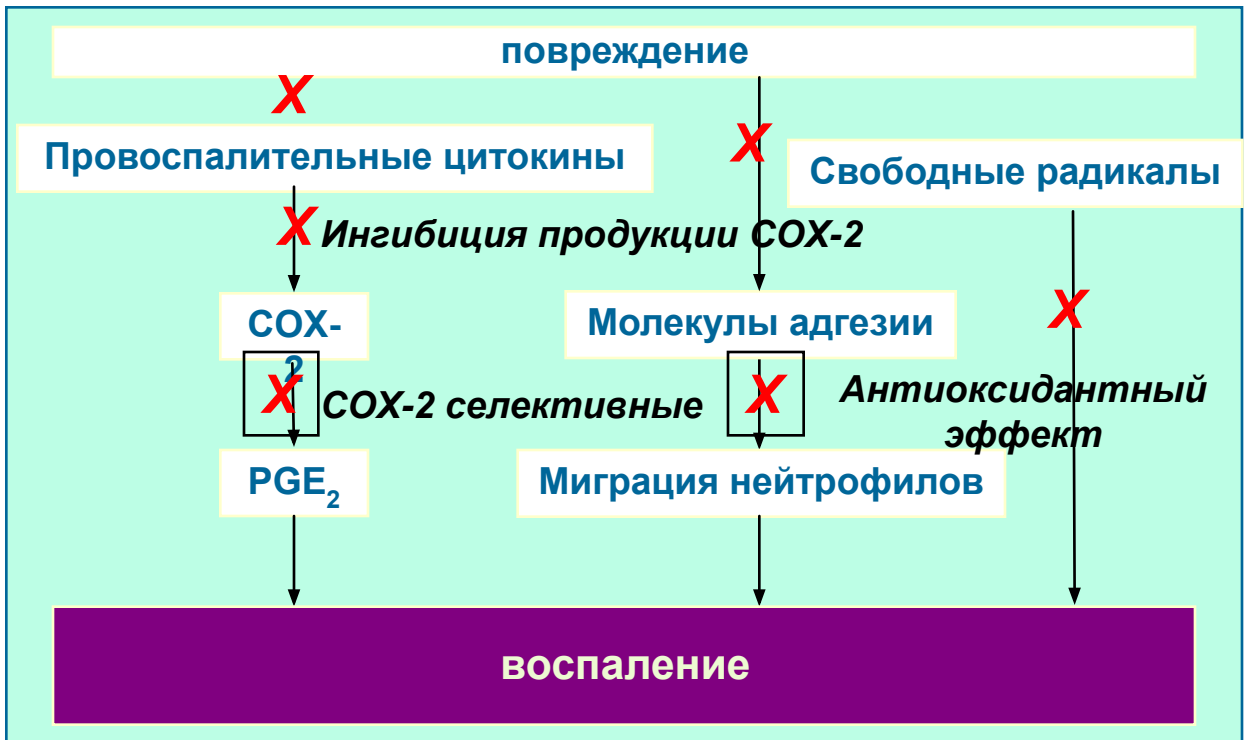 повреждение
X
Провоспалительные цитокины
X
Свободные радикалы
X Ингибиция продукции COX-2
COX-
2
Молекулы адгезии
X
X COX-2 селективные
X
Антиоксидантный
эффект
PGE2
Миграция нейтрофилов
воспаление